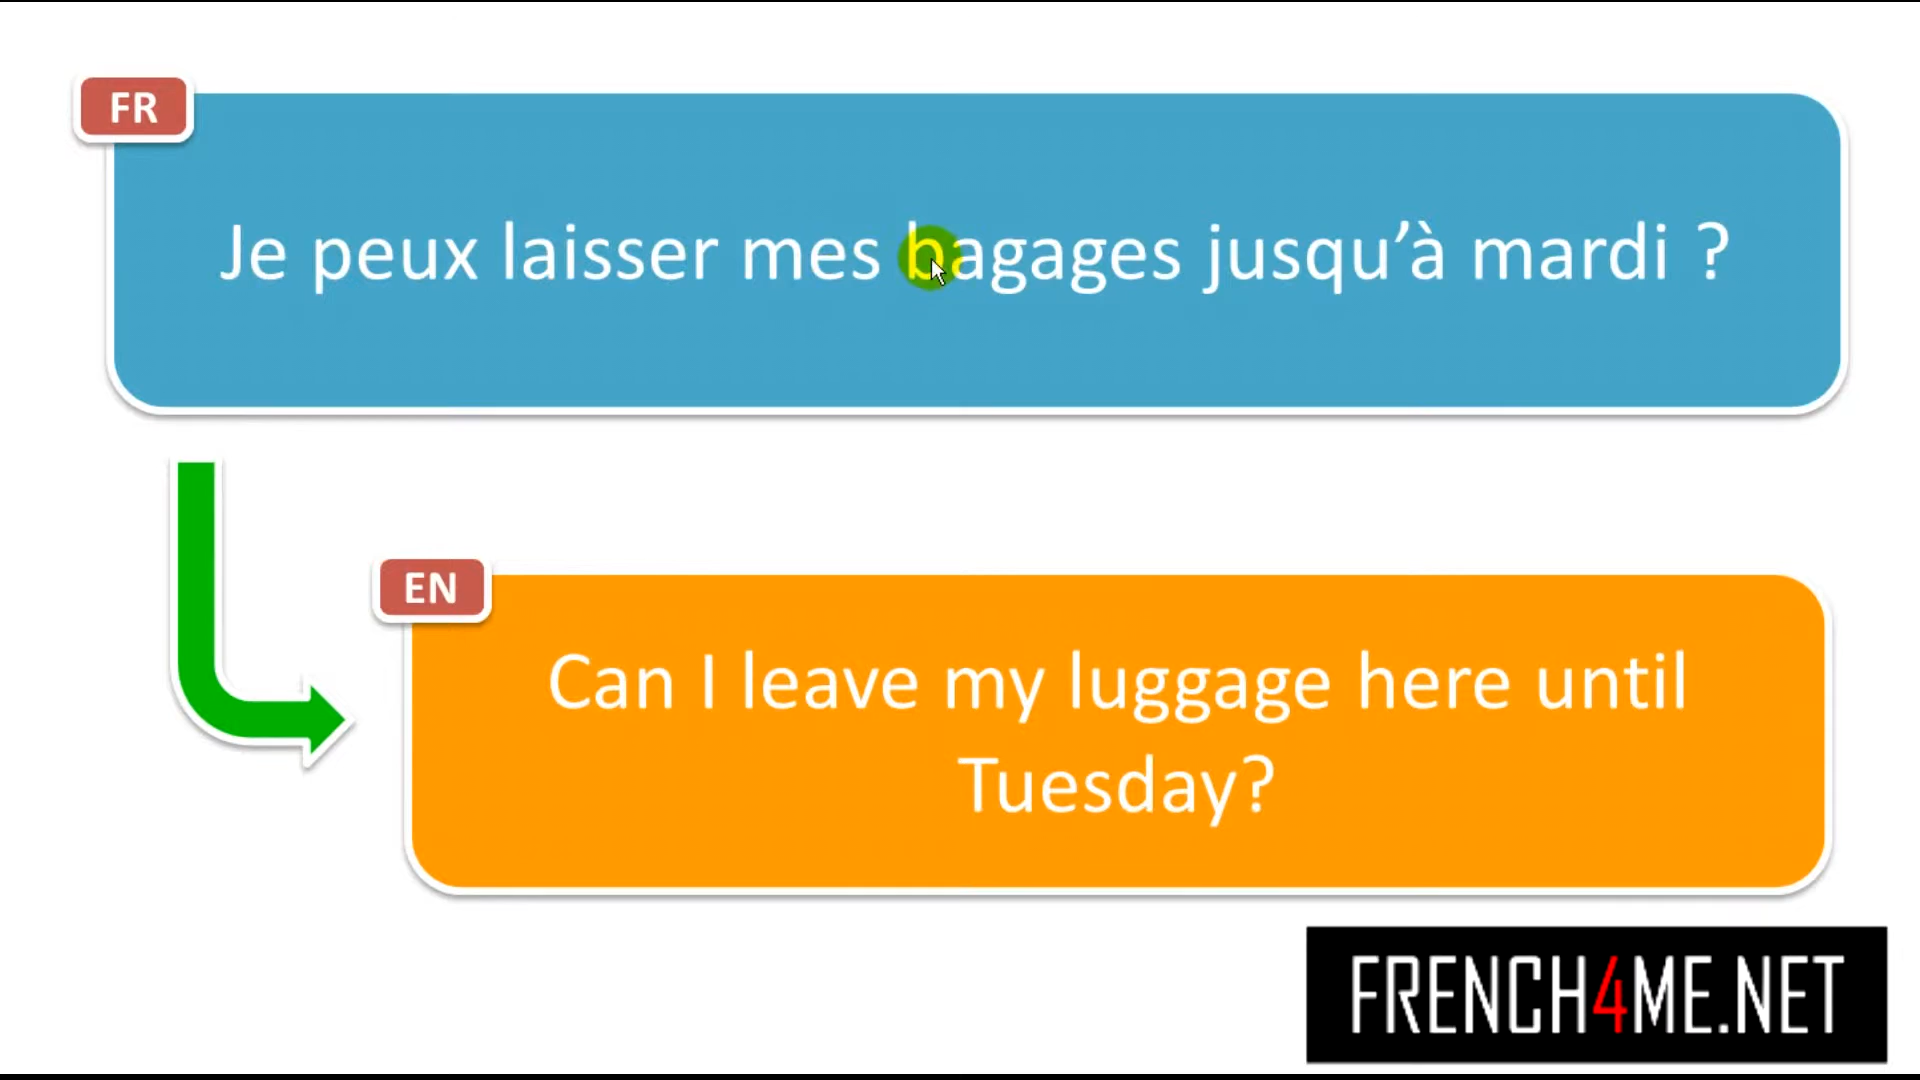 FR
Je peux laisser mes bagages jusqu’à mardi ?
EN
Can I leave my luggage here until
Tuesday?
FRENCH4ME.NET